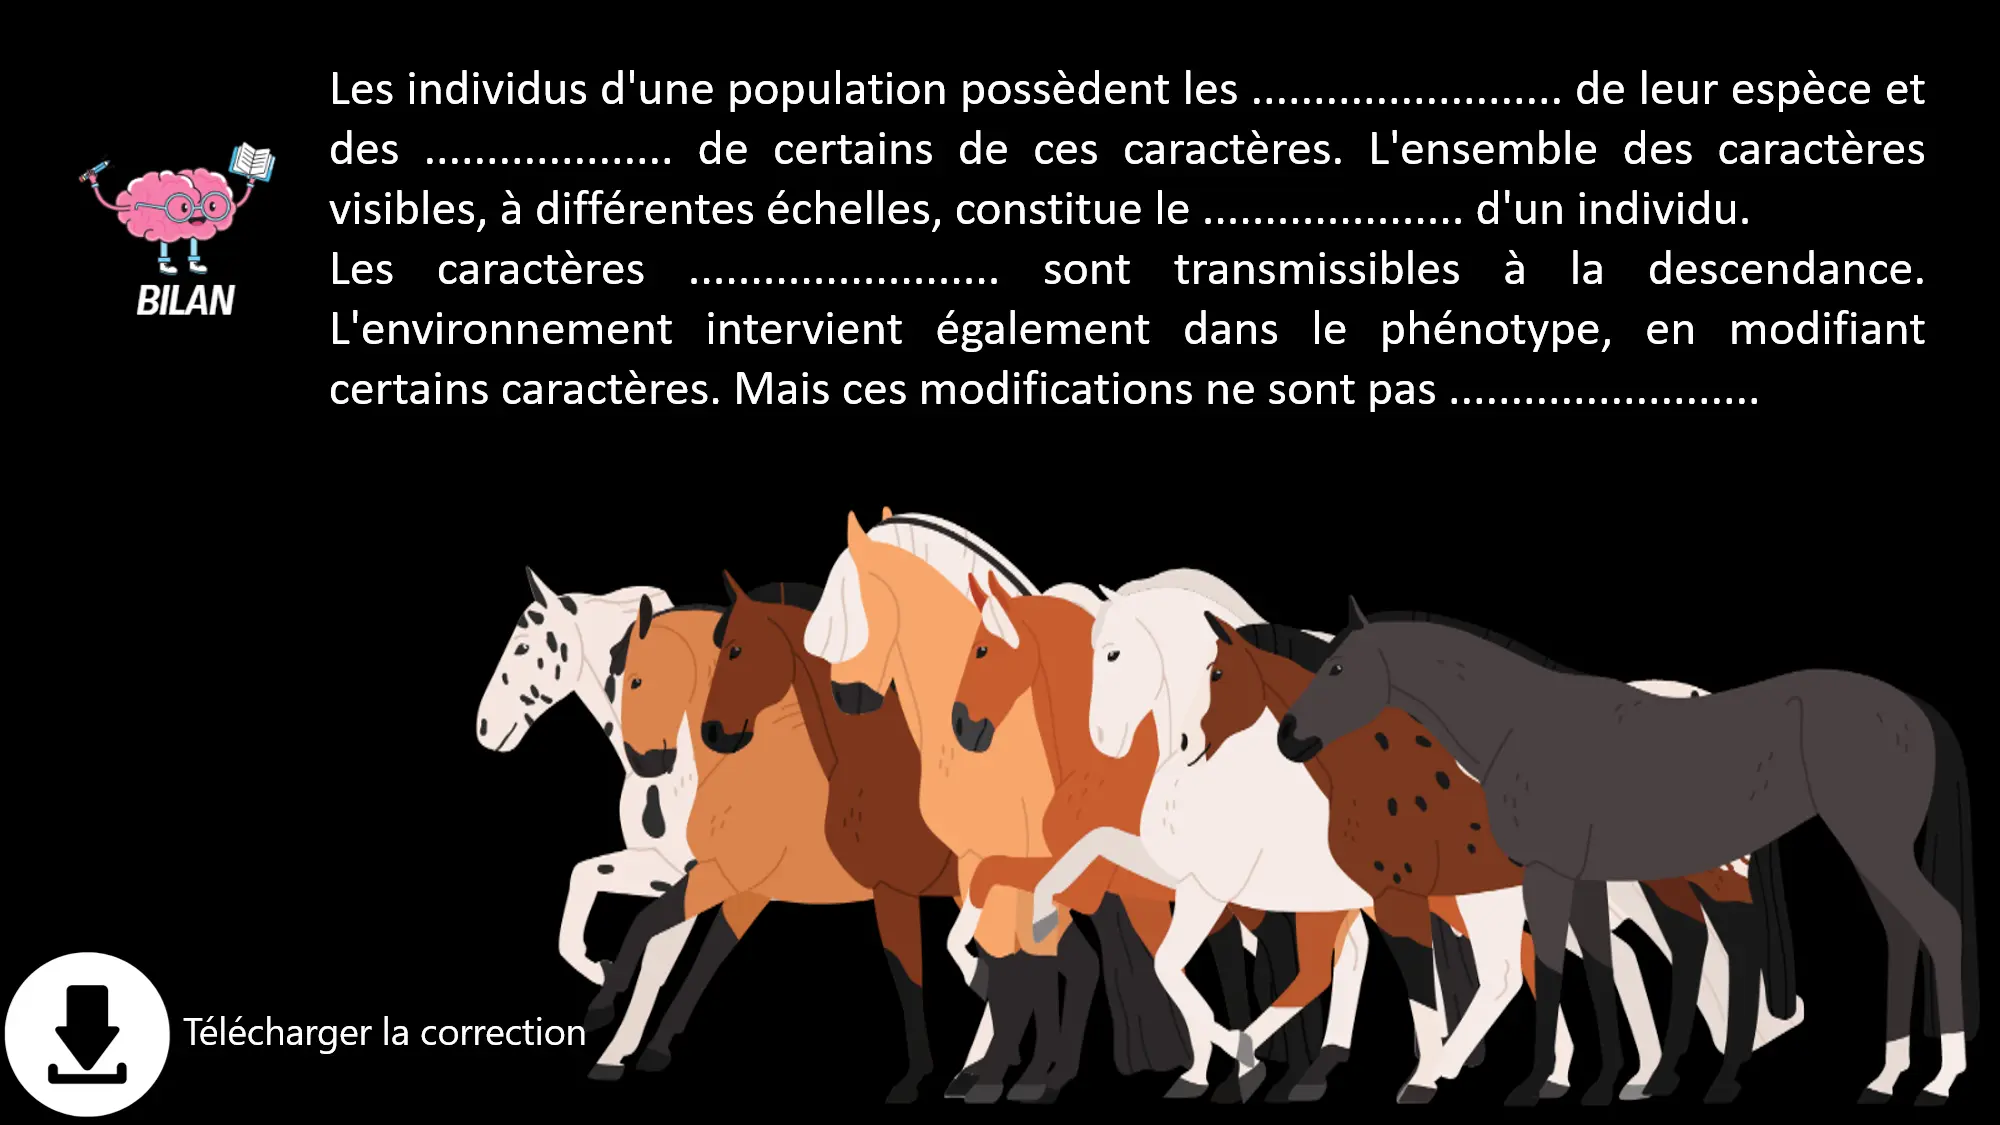 Les individus d'une population possèdent les ......................... de leur espèce et
des .................... de certains de ces caractères. L'ensemble des caractères
visibles, à différentes échelles, constitue le ..................... d'un individu.
Les caractères ......................... sont transmissibles à la descendance.
L'environnement intervient également dans le phénotype, en modifiant
certains caractères. Mais ces modifications ne sont pas .........................
BILAN
Télécharger la correction